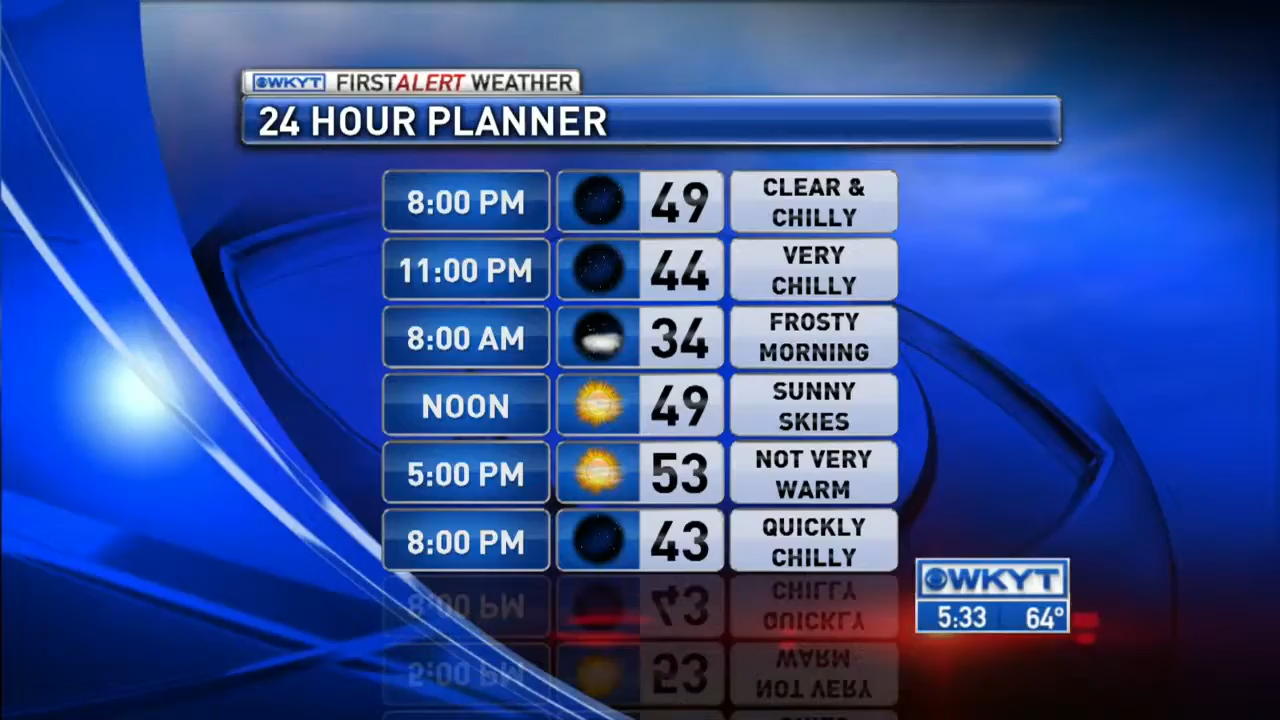 WKYT FIRSTALERT WEATHER
24 HOUR PLANNER
8:00 PM 49 CLEAR &
CHILLY
11:00 PM 44 VERY
CHILLY
8:00 AM 34 FROSTY
MORNING
NOON 49 SUNNY
SKIES
5:00 PM 53 NOT VERY
WARM
8:00 PM 43 QUICKLY
CHILLY
WKYT
5:33 64°